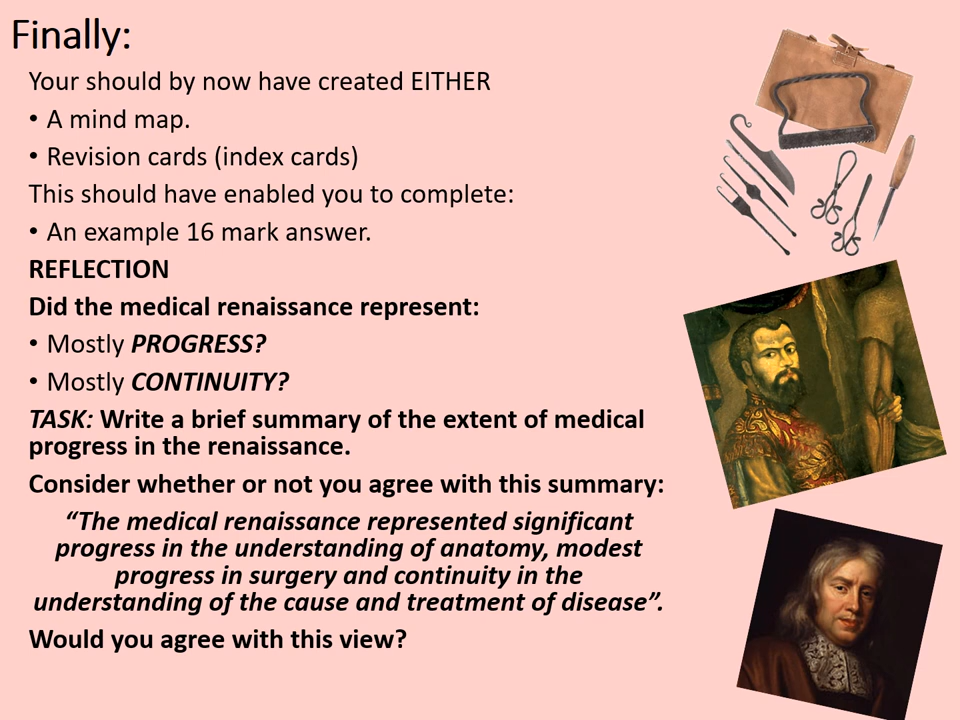 Finally:
Your should by now have created EITHER
• A mind map.
• Revision cards (index cards)
This should have enabled you to complete:
• An example 16 mark answer.
REFLECTION
Did the medical renaissance represent:
• Mostly PROGRESS?
• Mostly CONTINUITY?
TASK: Write a brief summary of the extent of medical
progress in the renaissance.
Consider whether or not you agree with this summary:
“The medical renaissance represented significant
progress in the understanding of anatomy, modest
progress in surgery and continuity in the
understanding of the cause and treatment of disease”.
Would you agree with this view?